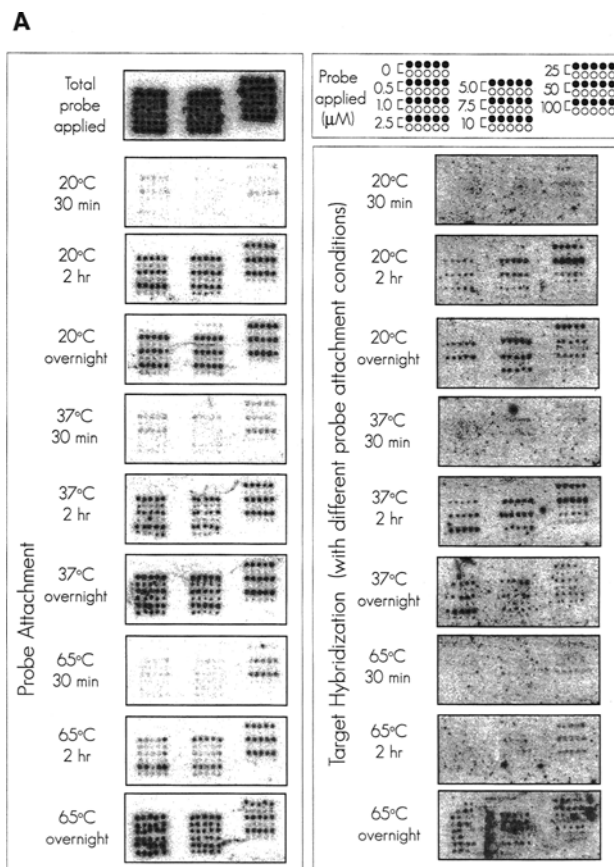 A
Total
probe
applied
20°C
30 min
20°C
2 hr
20°C
overnight
37°C
30 min
37°C
2 hr
37°C
overnight
65°C
30 min
65°C
2 hr
65°C
overnight
Probe Attachment
Probe
applied
(µM)
0
0.5
1.0
2.5
5.0
7.5
10
25
50
100
Target Hybridization (with different probe attachment conditions)
20°C
30 min
20°C
2 hr
20°C
overnight
37°C
30 min
37°C
2 hr
37°C
overnight
65°C
30 min
65°C
2 hr
65°C
overnight